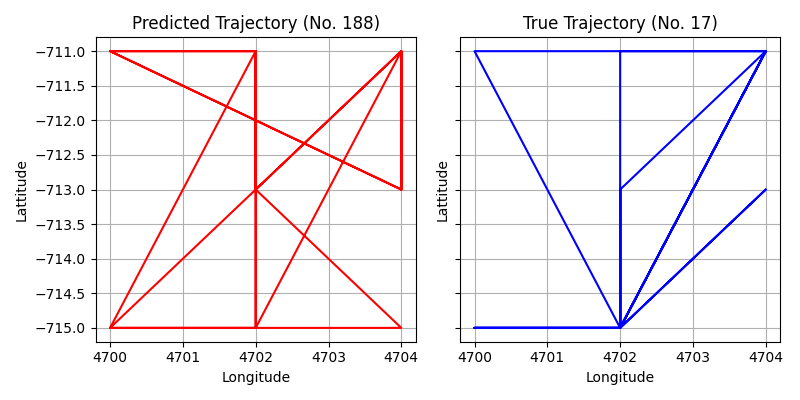 Predicted Trajectory (No. 188)
True Trajectory (No. 17)
Lattitude
−711.0
−711.5
−712.0
−712.5
−713.0
−713.5
−714.0
−714.5
−715.0
4700 4701 4702 4703 4704
Longitude
Lattitude
4700 4701 4702 4703 4704
Longitude